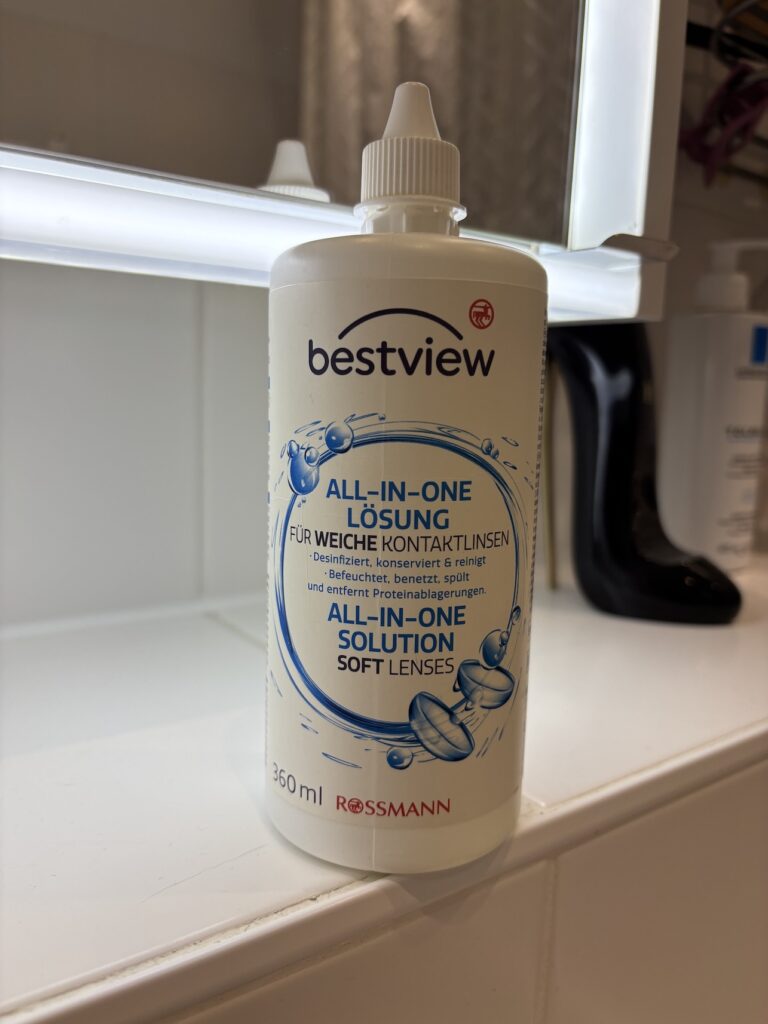 bestview
ALL-IN-ONE
LÖSUNG
FÜR WEICHE KONTAKTLINSEN
· Desinfiziert, konserviert & reinigt
· Befeuchtet, benetzt, spült
und entfernt Proteinablagerungen.
ALL-IN-ONE
SOLUTION
SOFT LENSES
360 ml ROSSMANN